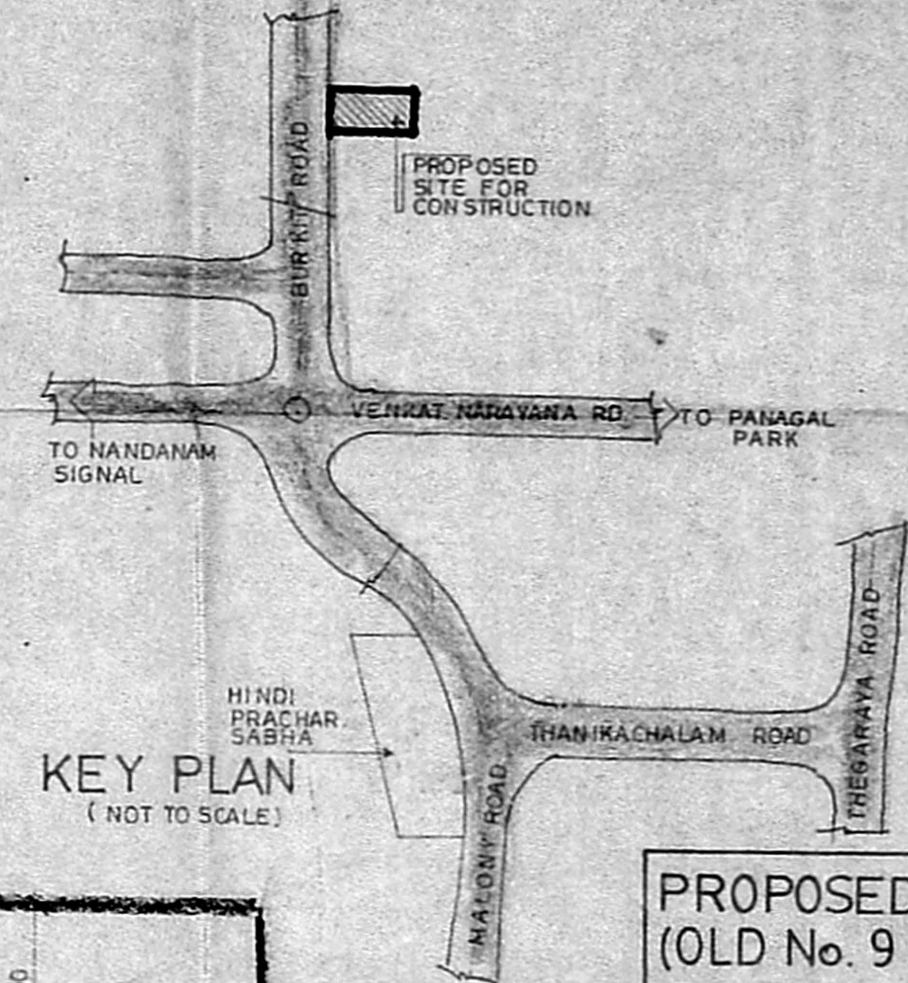 BURKIT ROAD
PROPOSED
SITE FOR
CONSTRUCTION
VENKAT NARAYANA RD.
TO PANAGAL
PARK
TO NANDANAM
SIGNAL
HINDI
PRACHAR
SABHA
THANIKACHALAM ROAD
THEGARAYA ROAD
MALONY ROAD
KEY PLAN
(NOT TO SCALE)
PROPOSED
(OLD No. 9
0